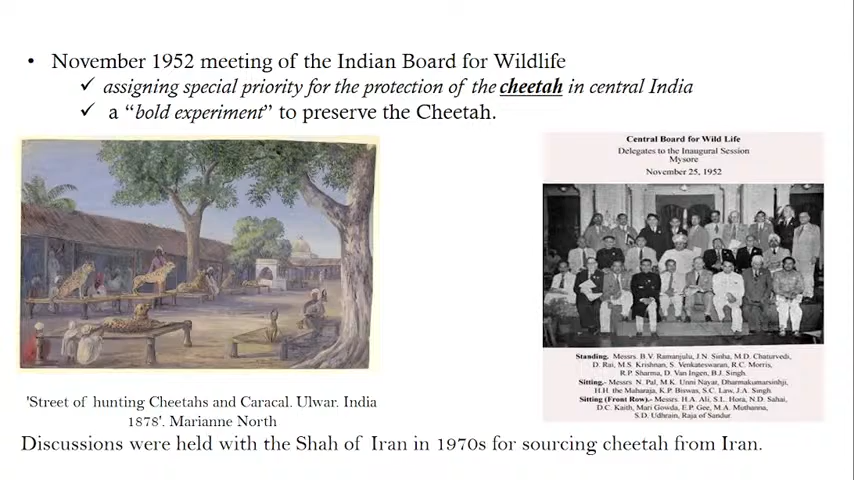 • November 1952 meeting of the Indian Board for Wildlife
✓ assigning special priority for the protection of the cheetah in central India
✓ a “bold experiment” to preserve the Cheetah.
'Street of hunting Cheetahs and Caracal. Ulwar. India
1878'. Marianne North
Central Board for Wild Life
Delegates to the Inaugural Session
Mysore
November 25, 1952
Standing. Messrs. B.V. Ramanjulu, J.N. Sinha, M.D. Chaturvedi,
D. Rai, M.S. Krishnan, S. Venkateswaran, R.C. Morris,
R.P. Sharma, D. Van Ingen, B.J. Singh.
Sitting.- Messrs. N. Pal, M.K. Unni Nayar, Dharmakumarsinhji,
H.H. the Maharaja, K.P. Biswas, S.C. Law, J.A. Singh.
Sitting (Front Row).- Messrs. H.A. Ali, S.L. Hora, N.D. Sahai,
D.C. Kaith, Mari Gowda, E.P. Gee, M.A. Muthanna,
S.D. Udhrain, Raja of Sandur
Discussions were held with the Shah of Iran in 1970s for sourcing cheetah from Iran.